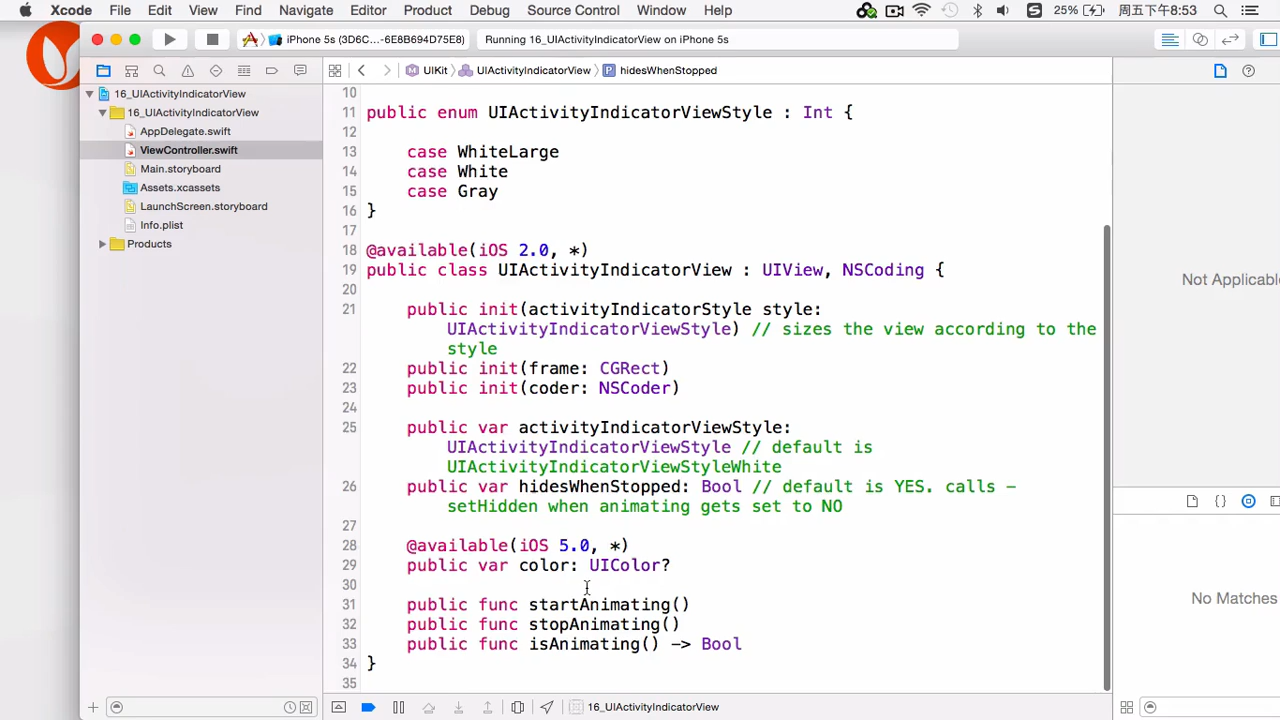 Xcode File Edit View Find Navigate Editor Product Debug Source Control Window Help 25% 周五下午8:53
iPhone 5s (3D6C...-6E8B694D75E8) Running 16_UIActivityIndicatorView on iPhone 5s
UIKit UIActivityIndicatorView P hidesWhenStopped
16_UIActivityIndicatorView
16_UIActivityIndicatorView
AppDelegate.swift
ViewController.swift
Main.storyboard
Assets.xcassets
LaunchScreen.storyboard
Info.plist
Products
10
11 public enum UIActivityIndicatorViewStyle : Int {
12
13 case WhiteLarge
14 case White
15 case Gray
16 }
17
18 @available(iOS 2.0, *)
19 public class UIActivityIndicatorView : UIView, NSCoding {
20
21 public init(activityIndicatorStyle style:
UIActivityIndicatorViewStyle) // sizes the view according to the
style
22 public init(frame: CGRect)
23 public init(coder: NSCoder)
24
25 public var activityIndicatorViewStyle:
UIActivityIndicatorViewStyle // default is
UIActivityIndicatorViewStyleWhite
26 public var hidesWhenStopped: Bool // default is YES. calls -
setHidden when animating gets set to NO
27
28 @available(iOS 5.0, *)
29 public var color: UIColor?
30
31 public func startAnimating()
32 public func stopAnimating()
33 public func isAnimating() -> Bool
34 }
35
16_UIActivityIndicatorView
Not Applicable
No Matches